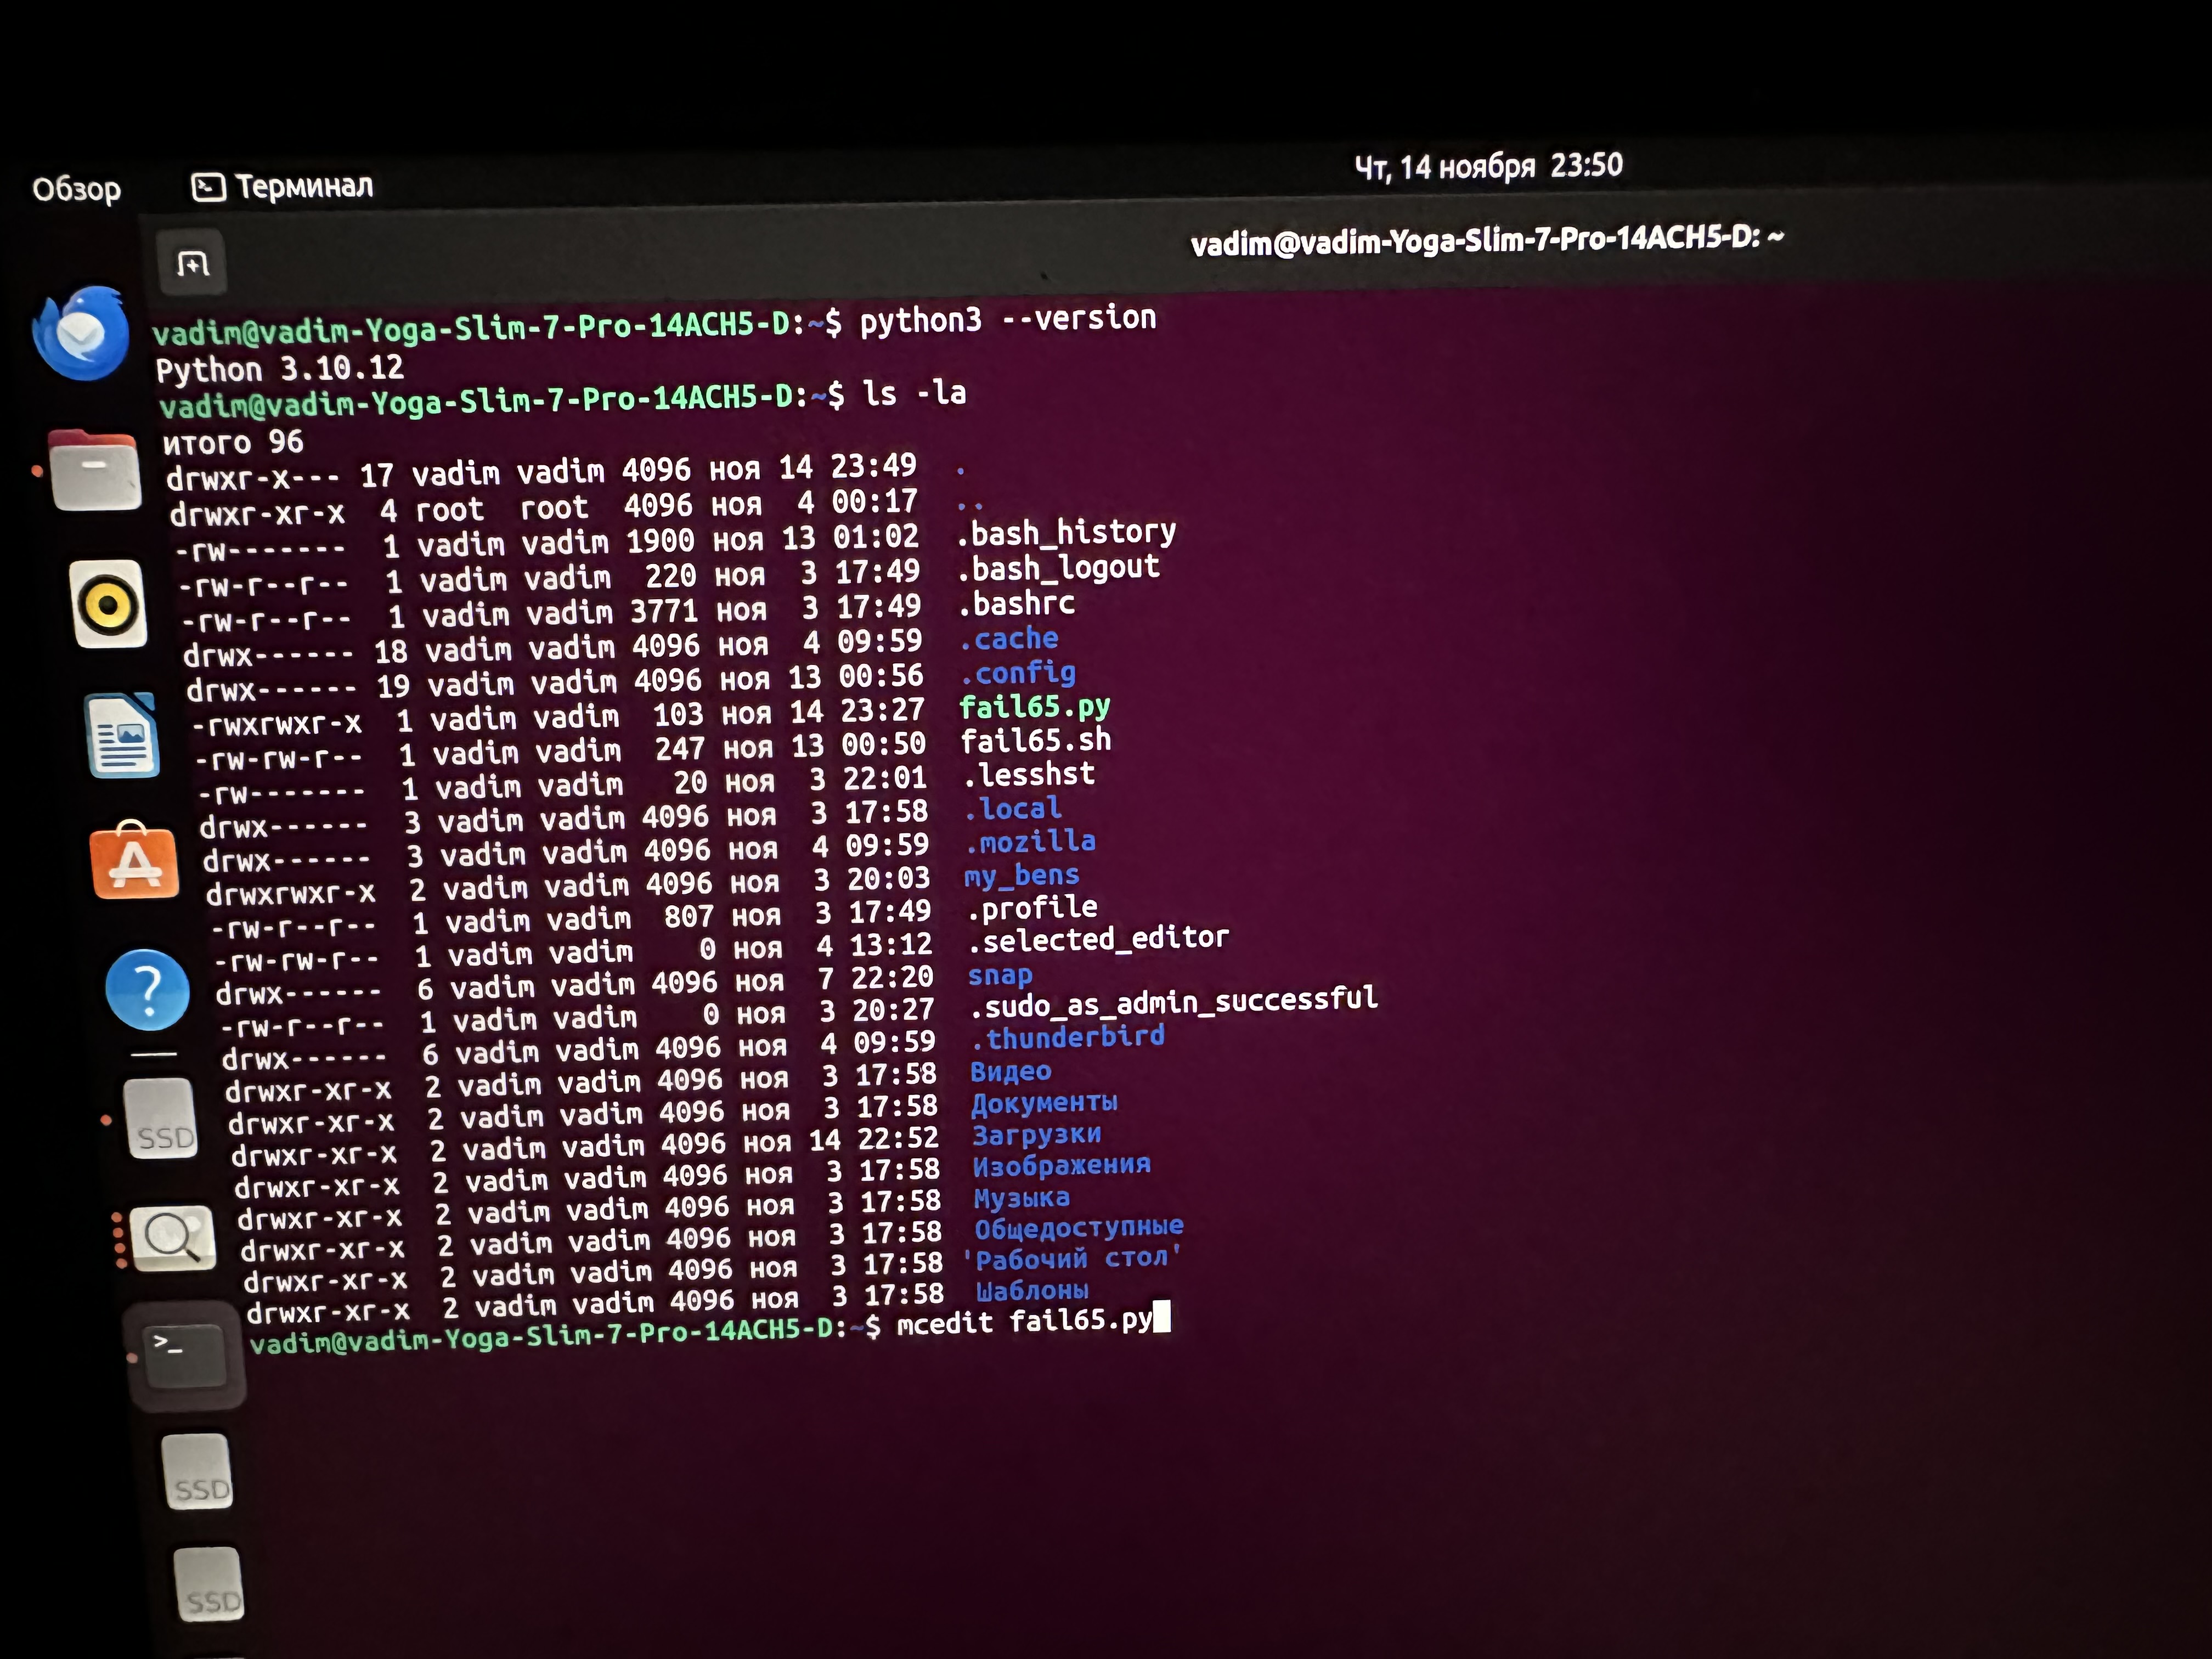 Обзор
Терминал
Чт, 14 ноября 23:50
vadim@vadim-Yoga-Slim-7-Pro-14ACH5-D: ~
vadim@vadim-Yoga-Slim-7-Pro-14ACH5-D:~$ python3 --version
Python 3.10.12
vadim@vadim-Yoga-Slim-7-Pro-14ACH5-D:~$ ls -la
итого 96
drwxr-x--- 17 vadim vadim 4096 ноя 14 23:49 .
drwxr-xr-x 4 root root 4096 ноя 4 00:17 ..
-rw------- 1 vadim vadim 1900 ноя 13 01:02 .bash_history
-rw-r--r-- 1 vadim vadim 220 ноя 3 17:49 .bash_logout
-rw-r--r-- 1 vadim vadim 3771 ноя 3 17:49 .bashrc
drwx------ 18 vadim vadim 4096 ноя 4 09:59 .cache
drwx------ 19 vadim vadim 4096 ноя 13 00:56 .config
-rwxrwxr-x 1 vadim vadim 103 ноя 14 23:27 fail65.py
-rw-rw-r-- 1 vadim vadim 247 ноя 13 00:50 fail65.sh
-rw------- 1 vadim vadim 20 ноя 3 22:01 .lesshst
drwx------ 3 vadim vadim 4096 ноя 3 17:58 .local
drwx------ 3 vadim vadim 4096 ноя 4 09:59 .mozilla
drwxrwxr-x 2 vadim vadim 4096 ноя 3 20:03 my_bens
-rw-r--r-- 1 vadim vadim 807 ноя 3 17:49 .profile
-rw-rw-r-- 1 vadim vadim 0 ноя 4 13:12 .selected_editor
drwx------ 6 vadim vadim 4096 ноя 7 22:20 snap
-rw-r--r-- 1 vadim vadim 0 ноя 3 20:27 .sudo_as_admin_successful
drwx------ 6 vadim vadim 4096 ноя 4 09:59 .thunderbird
drwxr-xr-x 2 vadim vadim 4096 ноя 3 17:58 Видео
drwxr-xr-x 2 vadim vadim 4096 ноя 3 17:58 Документы
drwxr-xr-x 2 vadim vadim 4096 ноя 14 22:52 Загрузки
drwxr-xr-x 2 vadim vadim 4096 ноя 3 17:58 Изображения
drwxr-xr-x 2 vadim vadim 4096 ноя 3 17:58 Музыка
drwxr-xr-x 2 vadim vadim 4096 ноя 3 17:58 Общедоступные
drwxr-xr-x 2 vadim vadim 4096 ноя 3 17:58 'Рабочий стол'
drwxr-xr-x 2 vadim vadim 4096 ноя 3 17:58 Шаблоны
vadim@vadim-Yoga-Slim-7-Pro-14ACH5-D:~$ mcedit fail65.py
SSD
SSD
SSD